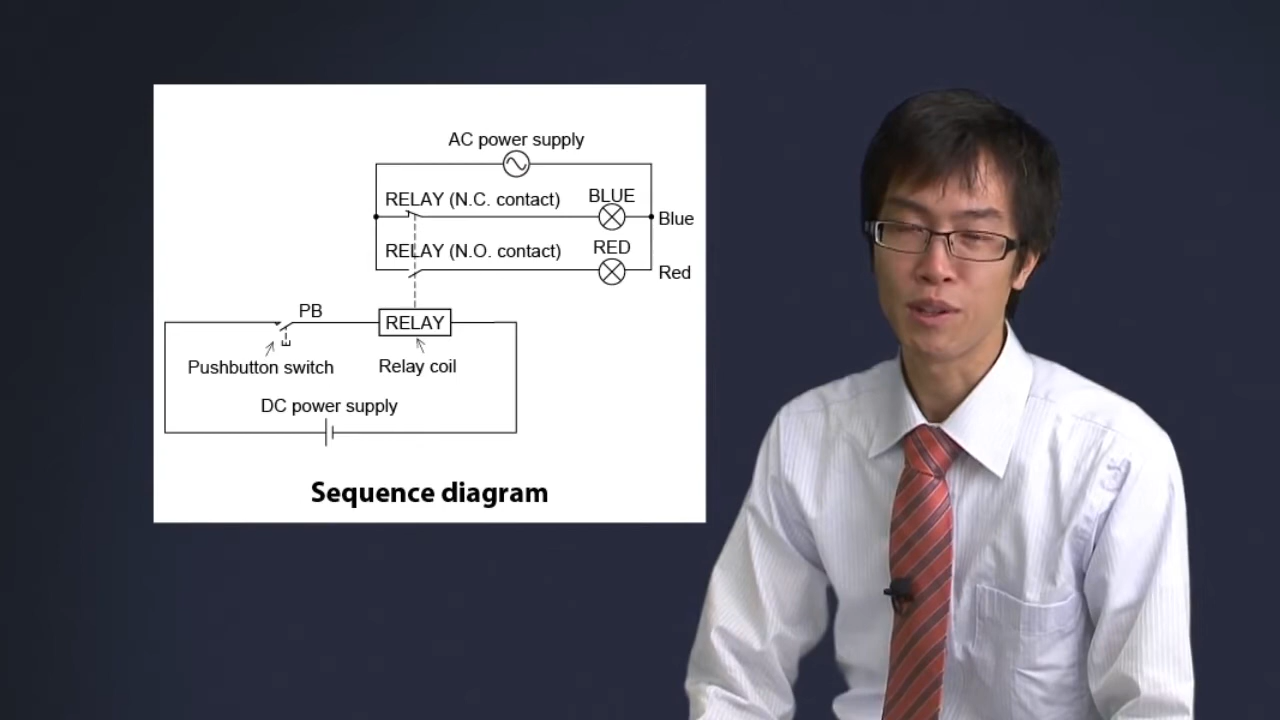 AC power supply
RELAY (N.C. contact)
BLUE
Blue
RELAY (N.O. contact)
RED
Red
PB
RELAY
Pushbutton switch
Relay coil
DC power supply
Sequence diagram